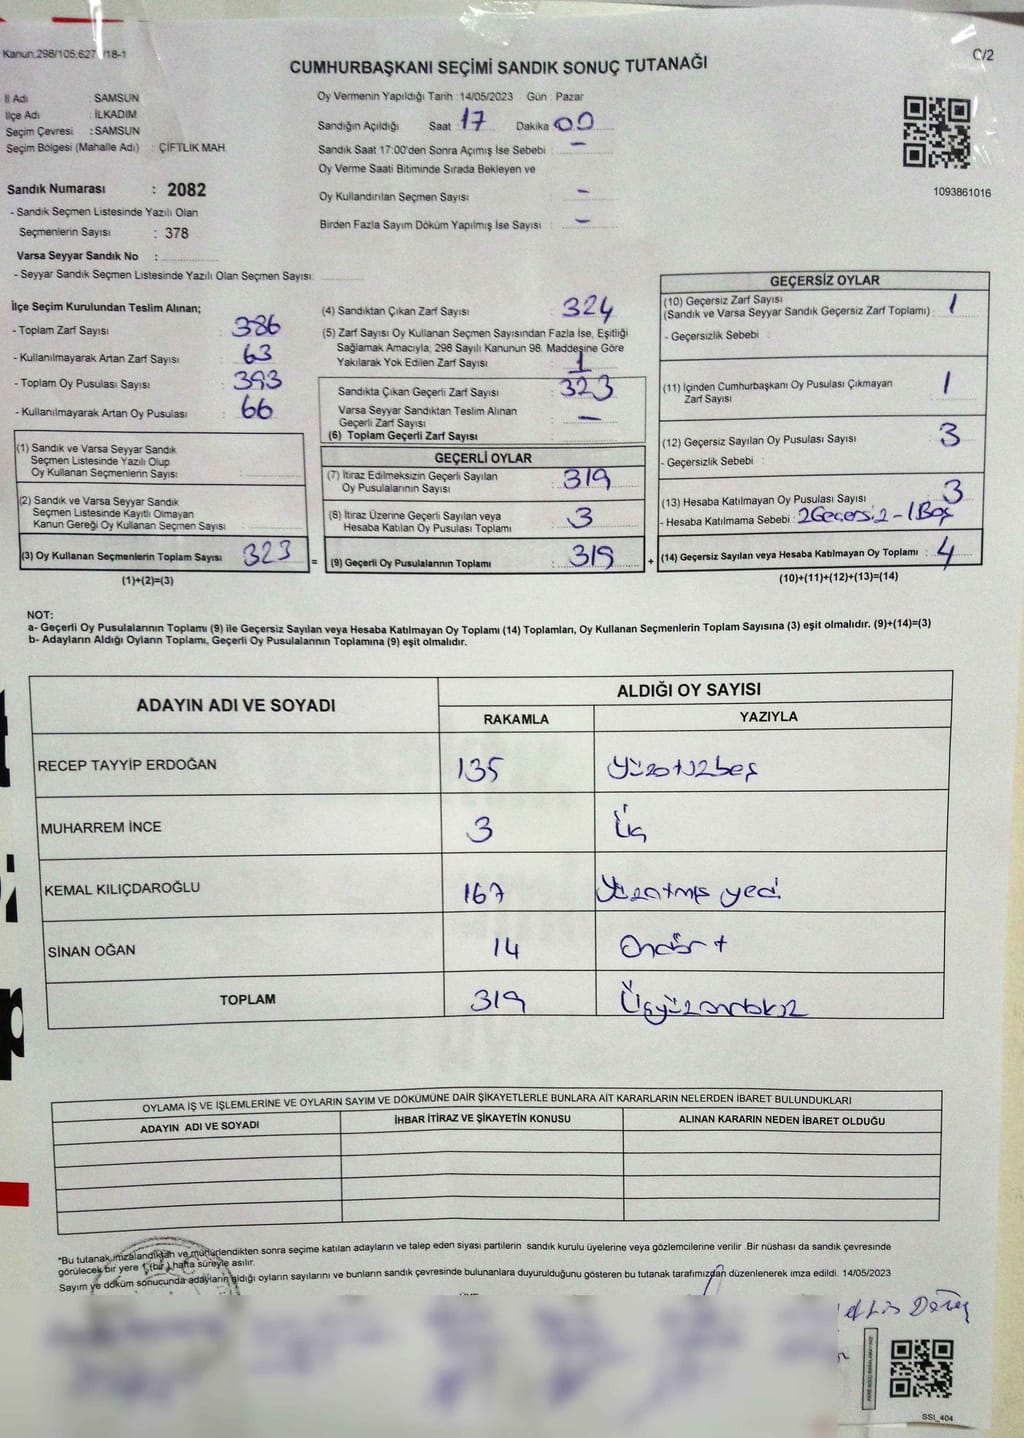 Kanun.298/105;627 18-1
C/2
CUMHURBAŞKANI SEÇİMİ SANDIK SONUÇ TUTANAĞI
İl Adı : SAMSUN
İlçe Adı : İLKADIM
Seçim Çevresi : SAMSUN
Seçim Bölgesi (Mahalle Adı) : ÇİFTLİK MAH.
Sandık Numarası : 2082
- Sandık Seçmen Listesinde Yazılı Olan
Seçmenlerin Sayısı : 378
Varsa Seyyar Sandık No :
- Seyyar Sandık Seçmen Listesinde Yazılı Olan Seçmen Sayısı:
Oy Vermenin Yapıldığı Tarih : 14/05/2023 Gün : Pazar
Sandığın Açıldığı Saat : 17 Dakika 00
Sandık Saat 17:00'den Sonra Açımış İse Sebebi : -
Oy Verme Saati Bitiminde Sırada Bekleyen ve
Oy Kullandırılan Seçmen Sayısı : -
Birden Fazla Sayım Döküm Yapılmış İse Sayısı : -
1093861016
İlçe Seçim Kurulundan Teslim Alınan;
- Toplam Zarf Sayısı : 386
- Kullanılmayarak Artan Zarf Sayısı : 63
- Toplam Oy Pusulası Sayısı : 393
- Kullanılmayarak Artan Oy Pusulası : 66
(1) Sandık ve Varsa Seyyar Sandık
Seçmen Listesinde Yazılı Olup
Oy Kullanan Seçmenlerin Sayısı :
(2) Sandık ve Varsa Seyyar Sandık
Seçmen Listesinde Kayıtlı Olmayan
Kanun Gereği Oy Kullanan Seçmen Sayısı :
(3) Oy Kullanan Seçmenlerin Toplam Sayısı : 323
(1)+(2)=(3)
(4) Sandıktan Çıkan Zarf Sayısı : 324
(5) Zarf Sayısı Oy Kullanan Seçmen Sayısından Fazla İse, Eşitliği
Sağlamak Amacıyla; 298 Sayılı Kanunun 98. Maddesine Göre
Yakılarak Yok Edilen Zarf Sayısı : 1
Sandıkta Çıkan Geçerli Zarf Sayısı : 323
Varsa Seyyar Sandıktan Teslim Alınan
Geçerli Zarf Sayısı : -
(6) Toplam Geçerli Zarf Sayısı :
GEÇERLİ OYLAR
(7) İtiraz Edilmeksizin Geçerli Sayılan
Oy Pusulalarının Sayısı : 319
(8) İtiraz Üzerine Geçerli Sayılan veya
Hesaba Katılan Oy Pusulası Toplamı : 3
= (9) Geçerli Oy Pusulalarının Toplamı : 319 +
GEÇERSİZ OYLAR
(10) Geçersiz Zarf Sayısı
(Sandık ve Varsa Seyyar Sandık Geçersiz Zarf Toplamı) : 1
- Geçersizlik Sebebi :
(11) İçinden Cumhurbaşkanı Oy Pusulası Çıkmayan
Zarf Sayısı : 1
(12) Geçersiz Sayılan Oy Pusulası Sayısı : 3
- Geçersizlik Sebebi :
(13) Hesaba Katılmayan Oy Pusulası Sayısı : 3
- Hesaba Katılmama Sebebi : 2 Geçersiz - 1 Boş
(14) Geçersiz Sayılan veya Hesaba Katılmayan Oy Toplamı : 4
(10)+(11)+(12)+(13)=(14)
NOT:
a- Geçerli Oy Pusulalarının Toplamı (9) ile Geçersiz Sayılan veya Hesaba Katılmayan Oy Toplamı (14) Toplamları, Oy Kullanan Seçmenlerin Toplam Sayısına (3) eşit olmalıdır. (9)+(14)=(3)
b- Adayların Aldığı Oyların Toplamı, Geçerli Oy Pusulalarının Toplamına (9) eşit olmalıdır.
ADAYIN ADI VE SOYADI
ALDIĞI OY SAYISI
RAKAMLA YAZIYLA
RECEP TAYYİP ERDOĞAN 135 Yüzotuzbeş
MUHARREM İNCE 3 Üç
KEMAL KILIÇDAROĞLU 167 Yüzatmış yedi
SİNAN OĞAN 14 Ondört
TOPLAM 319 Üçyüzondokuz
OYLAMA İŞ VE İŞLEMLERİNE VE OYLARIN SAYIM VE DÖKÜMÜNE DAİR ŞİKAYETLERLE BUNLARA AİT KARARLARIN NELERDEN İBARET BULUNDUKLARI
ADAYIN ADI VE SOYADI İHBAR İTİRAZ VE ŞİKAYETİN KONUSU ALINAN KARARIN NEDEN İBARET OLDUĞU
*Bu tutanak imzalandıktan ve mühürlendikten sonra seçime katılan adayların ve talep eden siyasi partilerin sandık kurulu üyelerine veya gözlemcilerine verilir. Bir nüshası da sandık çevresinde
görülecek bir yere 1 (bir) hafta süreyle asılır.
Sayım ve döküm sonucunda adayların aldığı oyların sayılarını ve bunların sandık çevresinde bulunanlara duyurulduğunu gösteren bu tutanak tarafımızdan düzenlenerek imza edildi. 14/05/2023
SSI_404